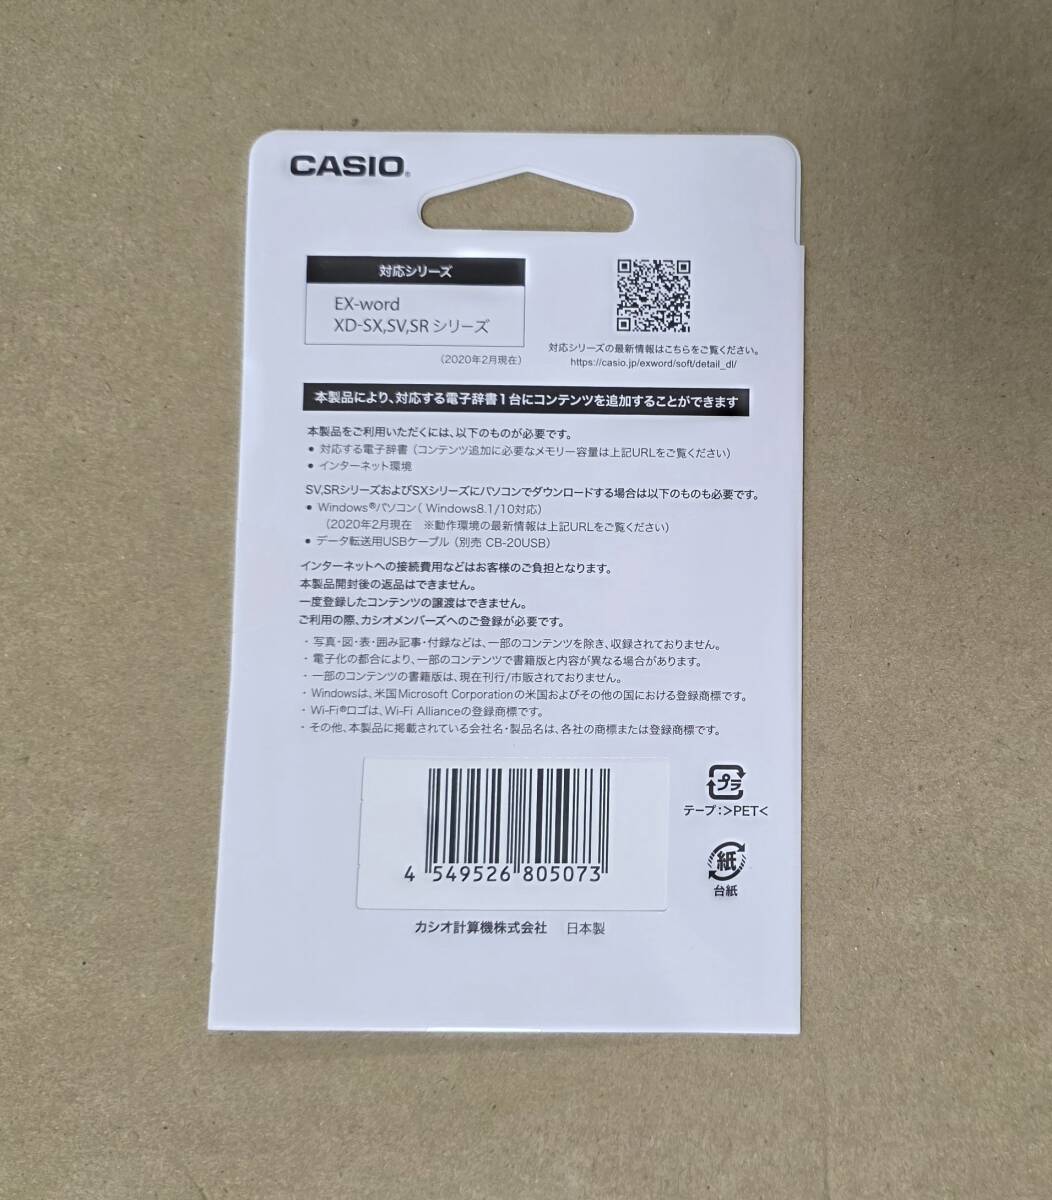 CASIO®
対応シリーズ
EX-word
XD-SX,SV,SR シリーズ
(2020年2月現在)
対応シリーズの最新情報はこちらをご覧ください。
https://casio.jp/exword/soft/detail_dl/
本製品により、対応する電子辞書1台にコンテンツを追加することができます
本製品をご利用いただくには、以下のものが必要です。
● 対応する電子辞書（コンテンツ追加に必要なメモリー容量は上記URLをご覧ください）
● インターネット環境
SV,SRシリーズおよびSXシリーズにパソコンでダウンロードする場合は以下のものも必要です。
● Windows®パソコン（ Windows8.1/10対応）
（2020年2月現在　※動作環境の最新情報は上記URLをご覧ください）
● データ転送用USBケーブル（別売 CB-20USB）
インターネットへの接続費用などはお客様のご負担となります。
本製品開封後の返品はできません。
一度登録したコンテンツの譲渡はできません。
ご利用の際、カシオメンバーズへのご登録が必要です。
・写真・図・表・囲み記事・付録などは、一部のコンテンツを除き、収録されておりません。
・電子化の都合により、一部のコンテンツで書籍版と内容が異なる場合があります。
・一部のコンテンツの書籍版は、現在刊行/市販されておりません。
・Windowsは、米国Microsoft Corporationの米国およびその他の国における登録商標です。
・Wi-Fi®ロゴは、Wi-Fi Allianceの登録商標です。
・その他、本製品に掲載されている会社名・製品名は、各社の商標または登録商標です。
プラ
テープ:>PET<
紙
台紙
4 549526 805073
カシオ計算機株式会社　日本製